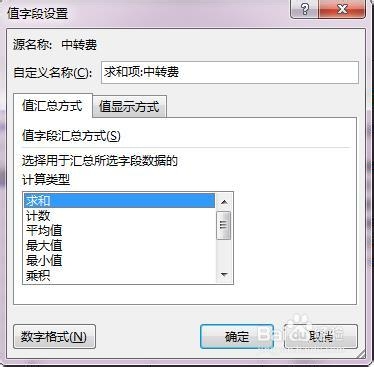 值字段设置
源名称: 中转费
自定义名称(C): 求和项:中转费
值汇总方式 值显示方式
值字段汇总方式(S)
选择用于汇总所选字段数据的
计算类型
求和
计数
平均值
最大值
最小值
乘积
数字格式(N) 确定 取消
Baidu 经验